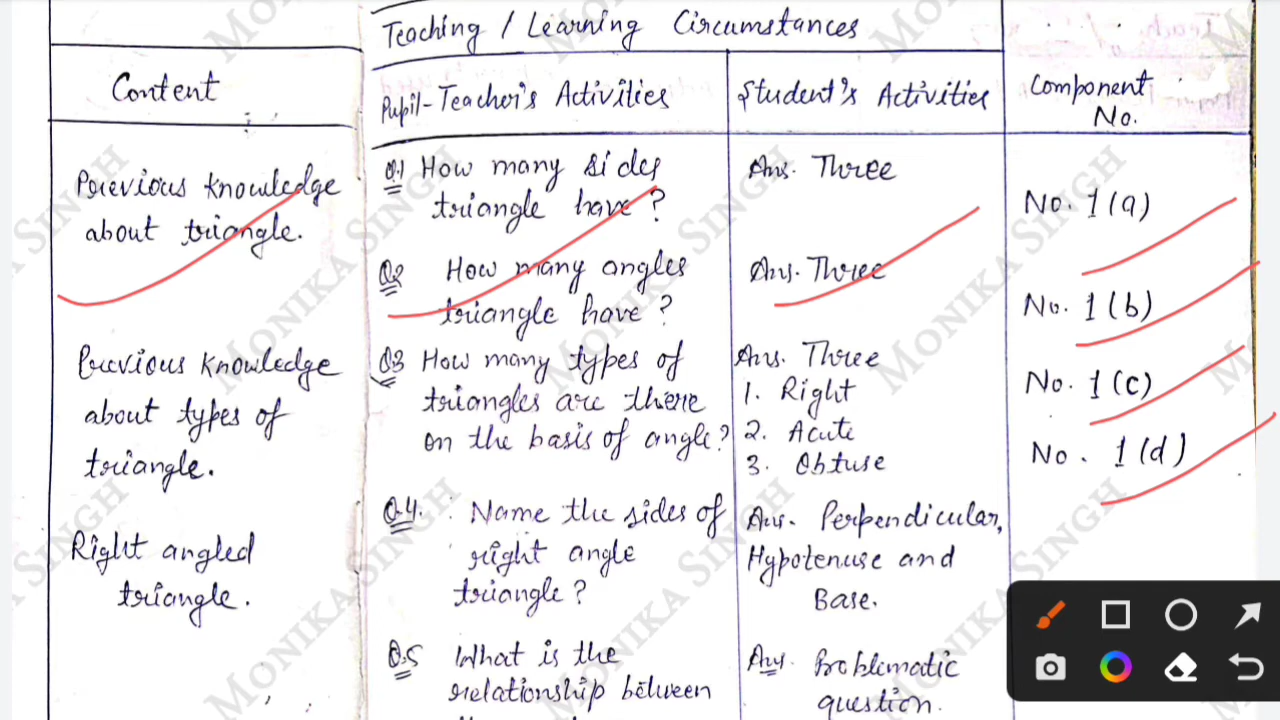 Teaching / Learning Circumstances
Content
Pupil-Teacher's Activities
Student's Activities
Component
No.
Previous knowledge
about triangle.
Q.1 How many sides
triangle have?
Ans. Three
No. 1(a)
Q2 How many angles
triangle have?
Ans. Three
No. 1(b)
Previous knowledge
about types of
triangle.
Q3 How many types of
triangles are there
on the basis of angle?
Ans. Three
1. Right
2. Acute
3. Obtuse
No. 1(c)
No. 1(d)
Right angled
triangle.
Q.4. Name the sides of
right angle
triangle?
Ans. Perpendicular,
Hypotenuse and
Base.
Q.5 What is the
relationship between
Ans. Problematic
question.
MONIKA SINGH